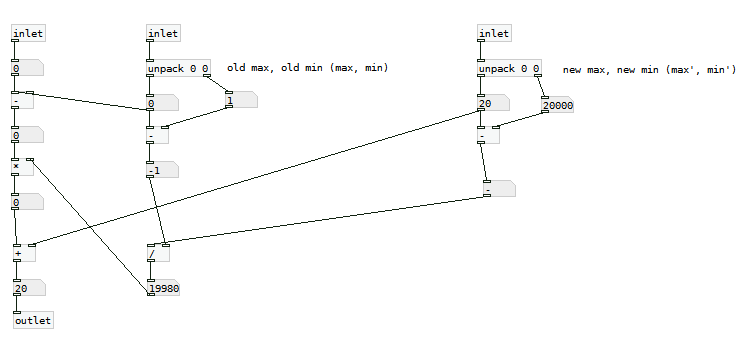 inlet
inlet
inlet
0
unpack 0 0
old max, old min (max, min)
unpack 0 0
new max, new min (max', min')
-
0
1
20
20000
0
-
-
*
-1
0
-
+
/
20
19980
outlet